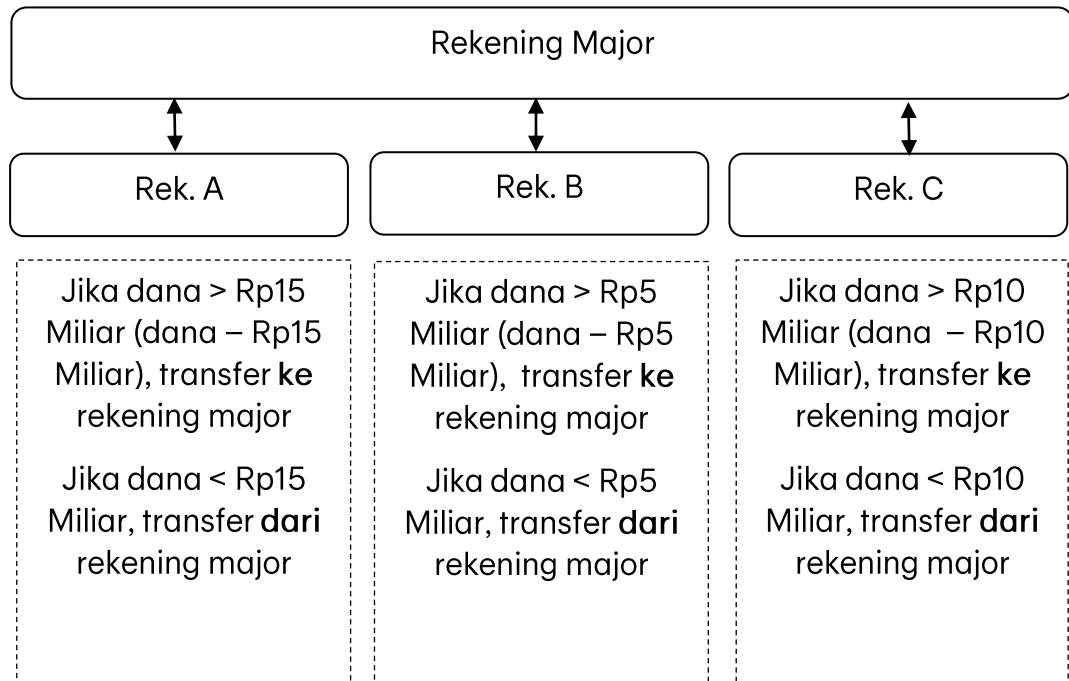 Rekening Major
Rek. A
Rek. B
Rek. C
Jika dana > Rp15
Miliar (dana – Rp15
Miliar), transfer ke
rekening major
Jika dana < Rp15
Miliar, transfer dari
rekening major
Jika dana > Rp5
Miliar (dana – Rp5
Miliar),  transfer ke
rekening major
Jika dana < Rp5
Miliar, transfer dari
rekening major
Jika dana > Rp10
Miliar (dana  – Rp10
Miliar), transfer ke
rekening major
Jika dana < Rp10
Miliar, transfer dari
rekening major